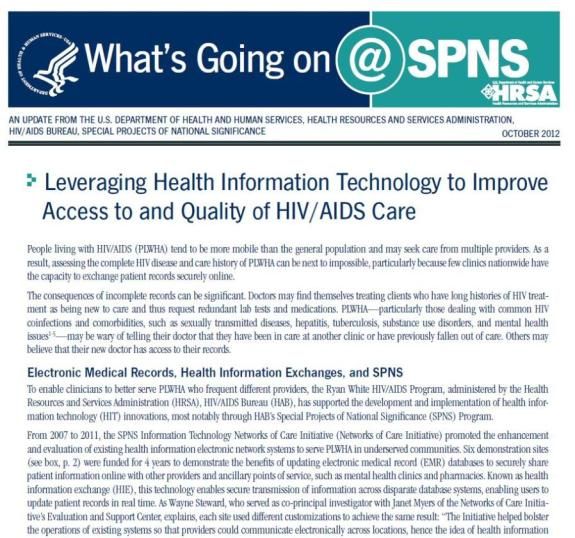 What's Going on @ SPNS
HRSA
AN UPDATE FROM THE U.S. DEPARTMENT OF HEALTH AND HUMAN SERVICES, HEALTH RESOURCES AND SERVICES ADMINISTRATION,
HIV/AIDS BUREAU, SPECIAL PROJECTS OF NATIONAL SIGNIFICANCE
OCTOBER 2012
Leveraging Health Information Technology to Improve
Access to and Quality of HIV/AIDS Care
People living with HIV/AIDS (PLWHA) tend to be more mobile than the general population and may seek care from multiple providers. As a
result, assessing the complete HIV disease and care history of PLWHA can be next to impossible, particularly because few clinics nationwide have
the capacity to exchange patient records securely online.
The consequences of incomplete records can be significant. Doctors may find themselves treating clients who have long histories of HIV treat-
ment as being new to care and thus request redundant lab tests and medications. PLWHA—particularly those dealing with common HIV
coinfections and comorbidities, such as sexually transmitted diseases, hepatitis, tuberculosis, substance use disorders, and mental health
issues¹⁻⁵—may be wary of telling their doctor that they have been in care at another clinic or have previously fallen out of care. Others may
believe that their new doctor has access to their records.
Electronic Medical Records, Health Information Exchanges, and SPNS
To enable clinicians to better serve PLWHA who frequent different providers, the Ryan White HIV/AIDS Program, administered by the Health
Resources and Services Administration (HRSA), HIV/AIDS Bureau (HAB), has supported the development and implementation of health infor-
mation technology (HIT) innovations, most notably through HAB's Special Projects of National Significance (SPNS) Program.
From 2007 to 2011, the SPNS Information Technology Networks of Care Initiative (Networks of Care Initiative) promoted the enhancement
and evaluation of existing health information electronic network systems to serve PLWHA in underserved communities. Six demonstration sites
(see box, p. 2) were funded for 4 years to demonstrate the benefits of updating electronic medical record (EMR) databases to securely share
patient information online with other providers and ancillary points of service, such as mental health clinics and pharmacies. Known as health
information exchange (HIE), this technology enables secure transmission of information across disparate database systems, enabling users to
update patient records in real time. As Wayne Steward, who served as co-principal investigator with Janet Myers of the Networks of Care Initia-
tive's Evaluation and Support Center, explains, each site used different customizations to achieve the same result: "The Initiative helped bolster
the operations of existing systems so that providers could communicate electronically across locations, hence the idea of health information